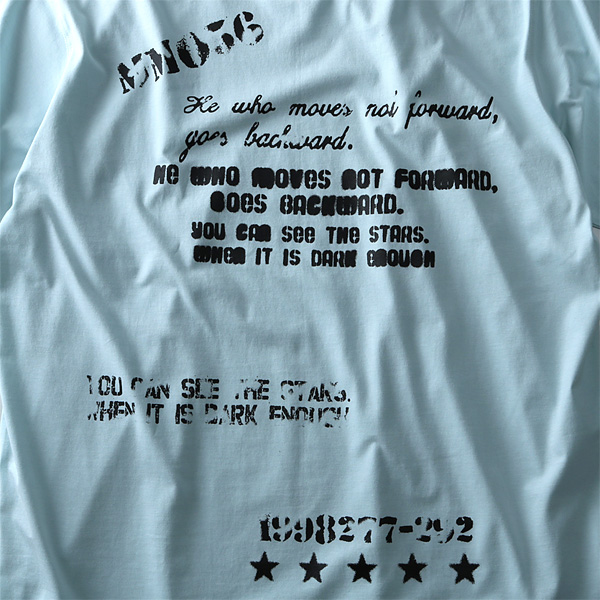 MNO56
He who moves not forward,
goes backward.
HE WHO MOVES NOT FORWARD,
GOES BACKWARD.
YOU CAN SEE THE STARS.
WHEN IT IS DARK ENOUGH
YOU CAN SEE THE STARS.
WHEN IT IS DARK ENOUGH
1998277-292